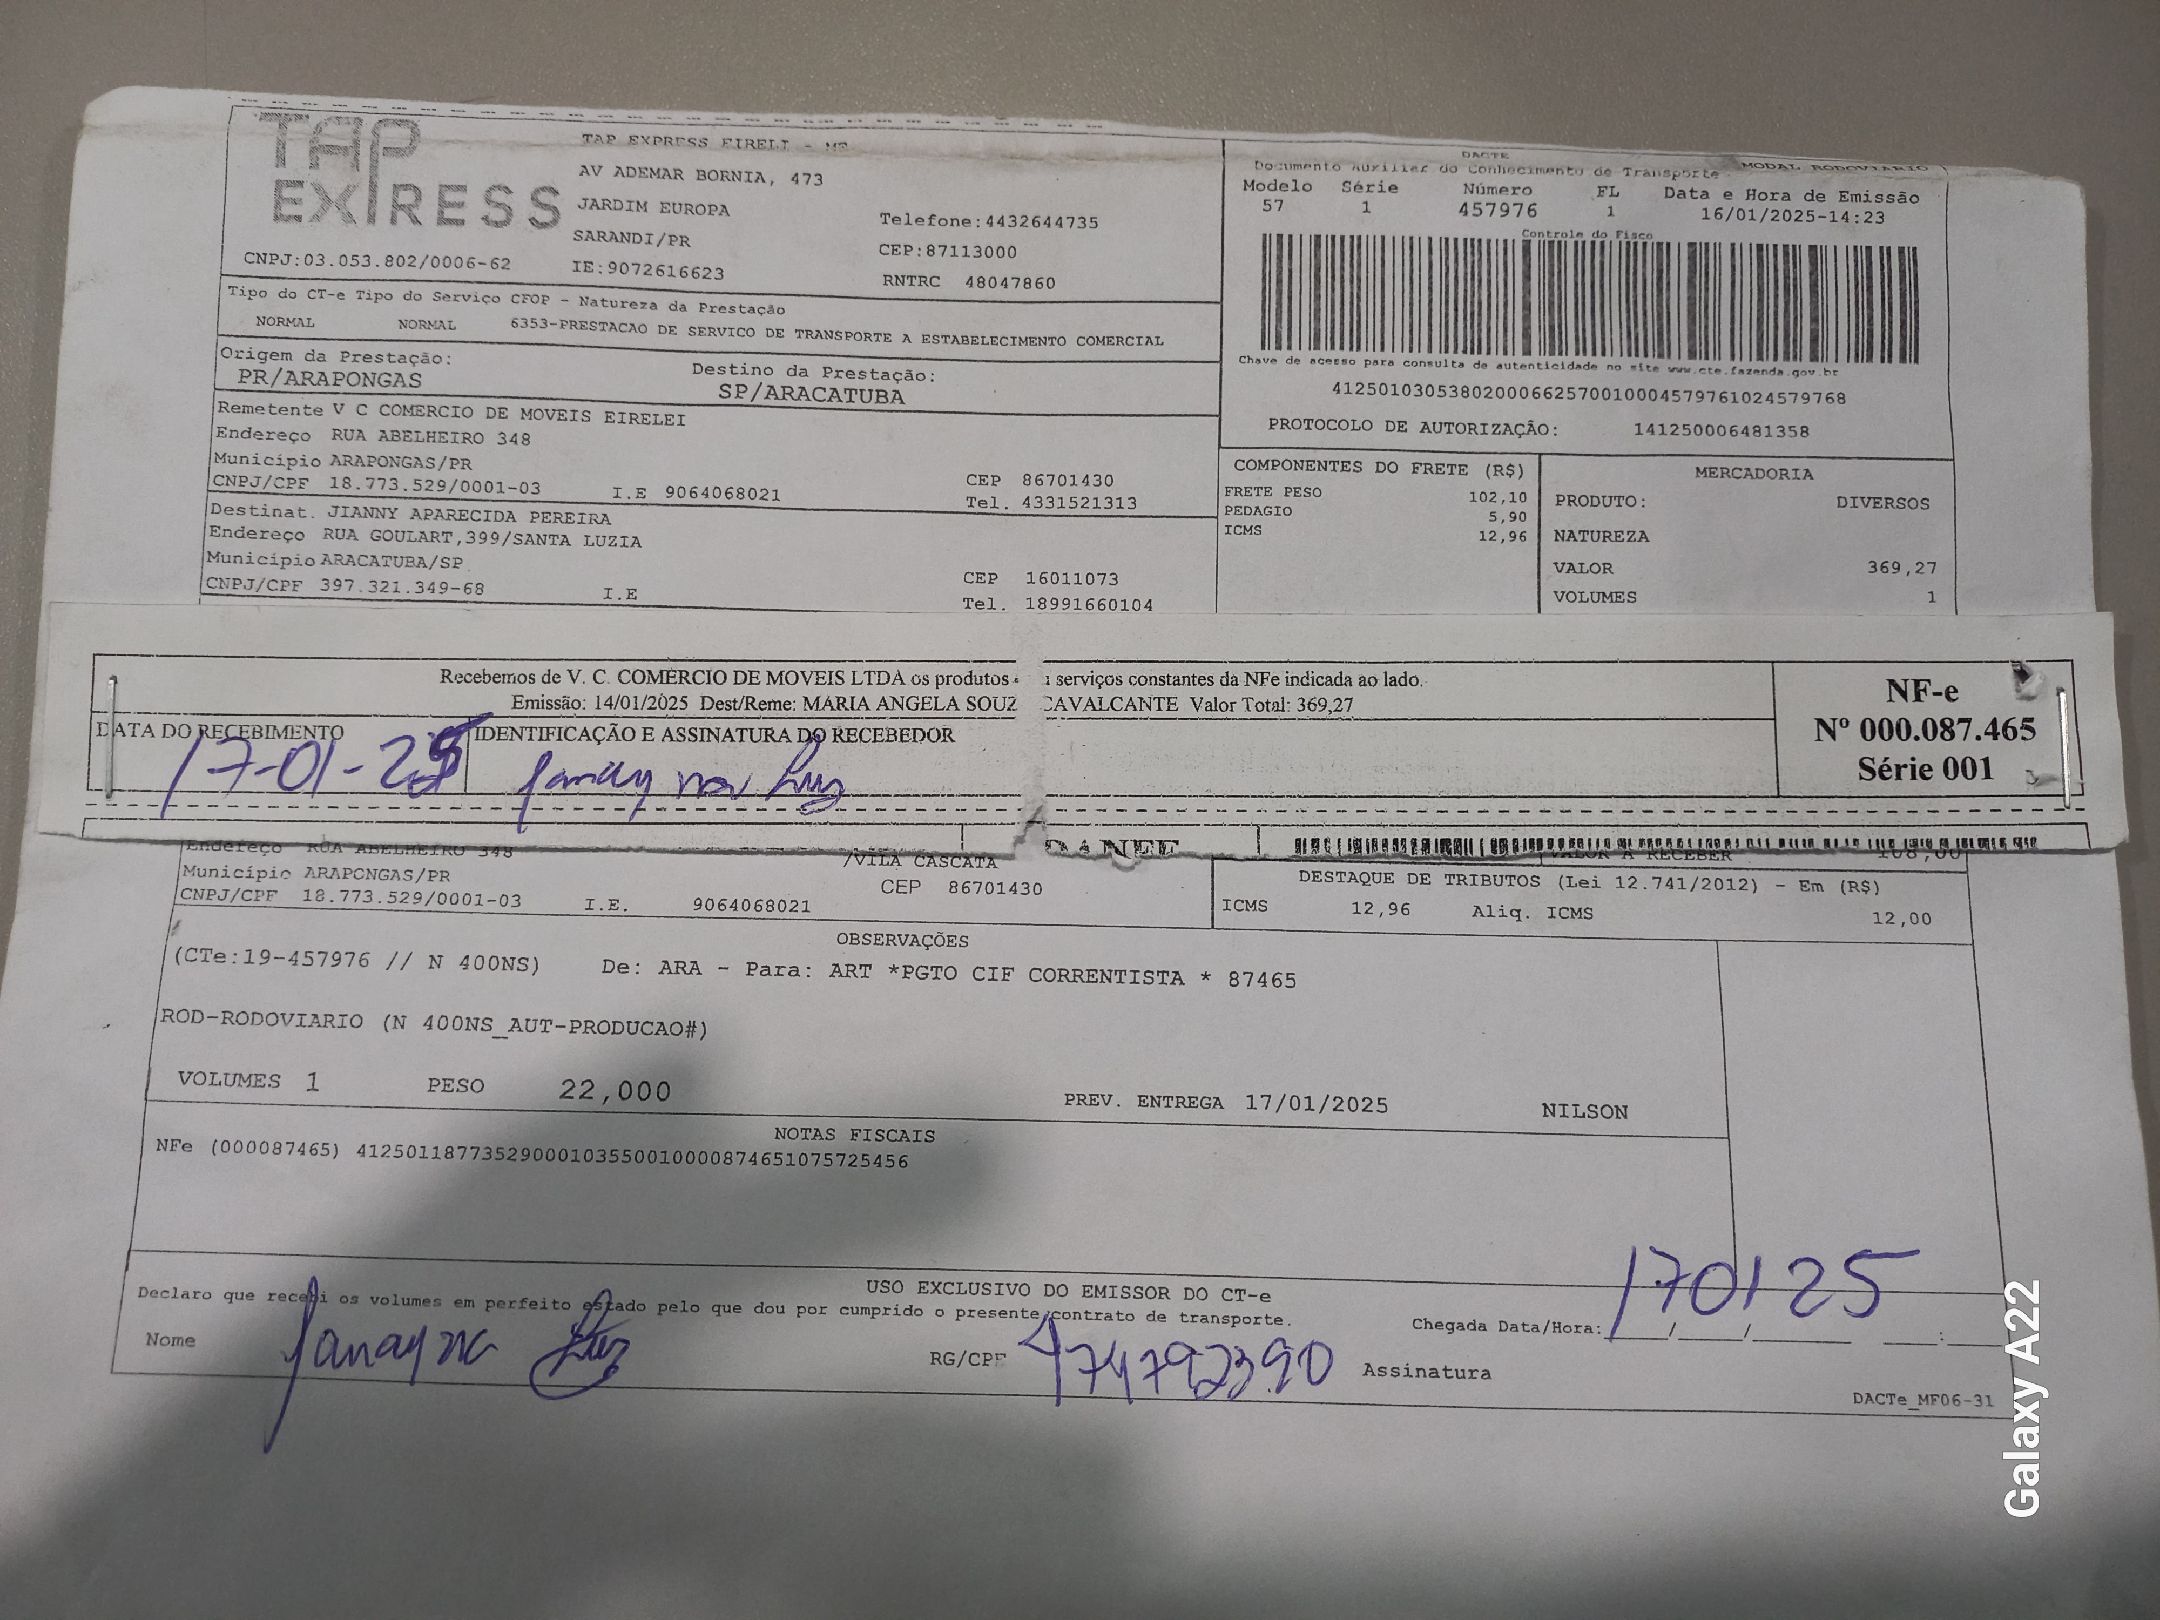 TAP EXPRESS
TAP EXPRESS EIRELI - ME
AV ADEMAR BORNIA, 473
JARDIM EUROPA
SARANDI/PR
Telefone:4432644735
CEP:87113000
CNPJ:03.053.802/0006-62 IE:9072616623
RNTRC 48047860
DACTE
Documento Auxiliar do Conhecimento de Transporte MODAL RODOVIARIO
Modelo Série Número FL Data e Hora de Emissão
57 1 457976 1 16/01/2025-14:23
Controle do Fisco
Chave de acesso para consulta de autenticidade no site www.cte.fazenda.gov.br
41250103053802000662570010004579761024579768
PROTOCOLO DE AUTORIZAÇÃO: 141250006481358
Tipo do CT-e Tipo do Serviço CFOP - Natureza da Prestação
NORMAL NORMAL 6353-PRESTACAO DE SERVICO DE TRANSPORTE A ESTABELECIMENTO COMERCIAL
Origem da Prestação: Destino da Prestação:
PR/ARAPONGAS SP/ARACATUBA
Remetente V C COMERCIO DE MOVEIS EIRELEI
Endereço RUA ABELHEIRO 348
Município ARAPONGAS/PR CEP 86701430
CNPJ/CPF 18.773.529/0001-03 I.E 9064068021 Tel. 4331521313
Destinat. JIANNY APARECIDA PEREIRA
Endereço RUA GOULART,399/SANTA LUZIA
Município ARACATUBA/SP CEP 16011073
CNPJ/CPF 397.321.349-68 I.E Tel. 18991660104
COMPONENTES DO FRETE (R$)
FRETE PESO 102,10
PEDAGIO 5,90
ICMS 12,96
MERCADORIA
PRODUTO: DIVERSOS
NATUREZA
VALOR 369,27
VOLUMES 1
Recebemos de V. C. COMERCIO DE MOVEIS LTDA os produtos serviços constantes da NFe indicada ao lado.
Emissão: 14/01/2025 Dest/Reme: MARIA ANGELA SOUZ CAVALCANTE Valor Total: 369,27
DATA DO RECEBIMENTO IDENTIFICAÇÃO E ASSINATURA DO RECEBEDOR
17-01-25
NF-e
Nº 000.087.465
Série 001
DANFE
Endereço RUA ABELHEIRO 348 /VILA CASCATA
Município ARAPONGAS/PR CEP 86701430
CNPJ/CPF 18.773.529/0001-03 I.E. 9064068021
VALOR A RECEBER 108,00
DESTAQUE DE TRIBUTOS (Lei 12.741/2012) - Em (R$)
ICMS 12,96 Aliq. ICMS 12,00
OBSERVAÇÕES
(CTe:19-457976 // N 400NS) De: ARA - Para: ART *PGTO CIF CORRENTISTA * 87465
ROD-RODOVIARIO (N 400NS_AUT-PRODUCAO#)
VOLUMES 1 PESO 22,000 PREV. ENTREGA 17/01/2025 NILSON
NOTAS FISCAIS
NFe (000087465) 41250118773529000103550010000874651075725456
USO EXCLUSIVO DO EMISSOR DO CT-e
Declaro que recebi os volumes em perfeito estado pelo que dou por cumprido o presente contrato de transporte.
Chegada Data/Hora: 170125
Nome RG/CPF 474792390 Assinatura
DACTe_MF06-31
Galaxy A22